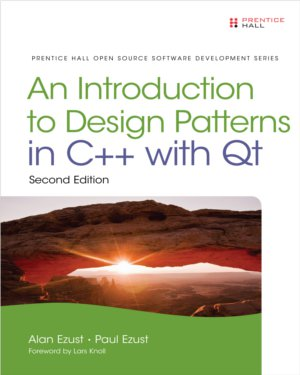 PRENTICE
HALL
PRENTICE HALL OPEN SOURCE SOFTWARE DEVELOPMENT SERIES
An Introduction
to Design Patterns
in C++ with Qt
Second Edition
Alan Ezust • Paul Ezust
Foreword by Lars Knoll